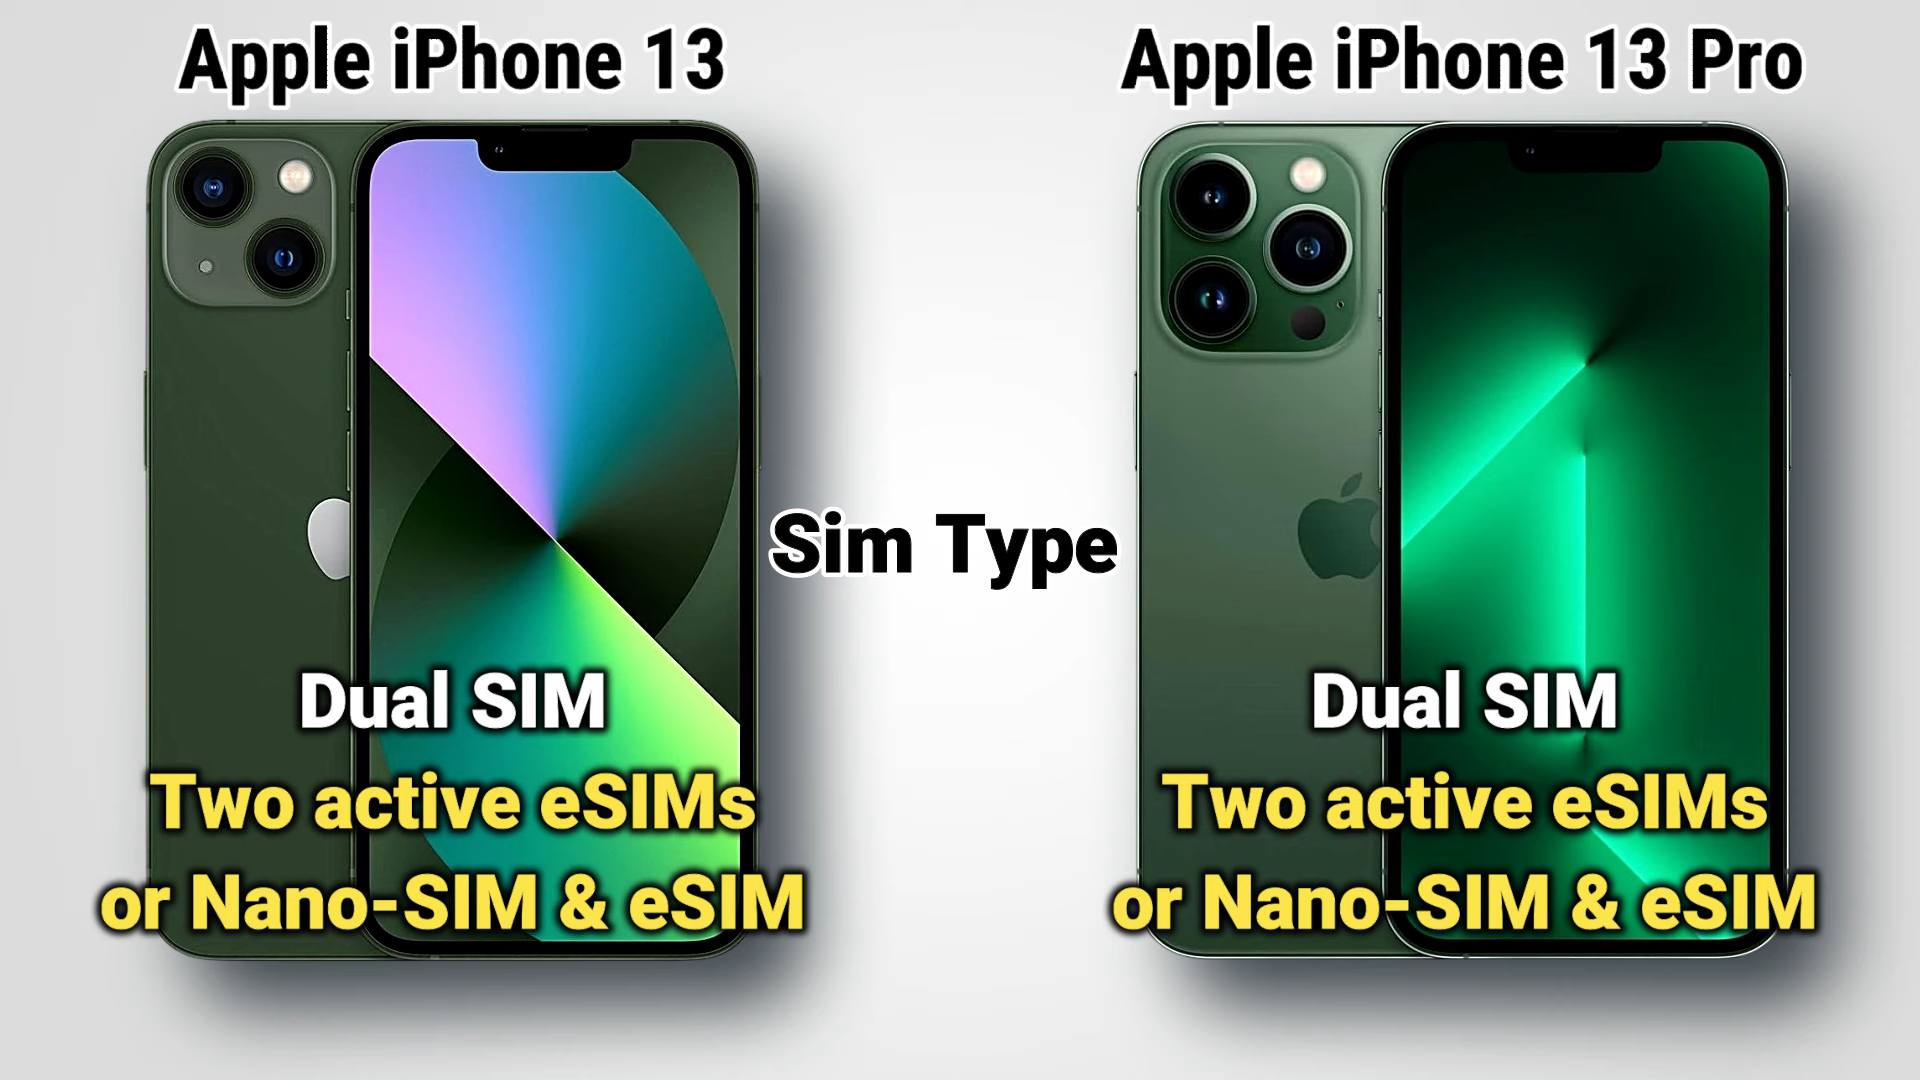 Apple iPhone 13
Apple iPhone 13 Pro
Sim Type
Dual SIM
Two active eSIMs
or Nano-SIM & eSIM
Dual SIM
Two active eSIMs
or Nano-SIM & eSIM